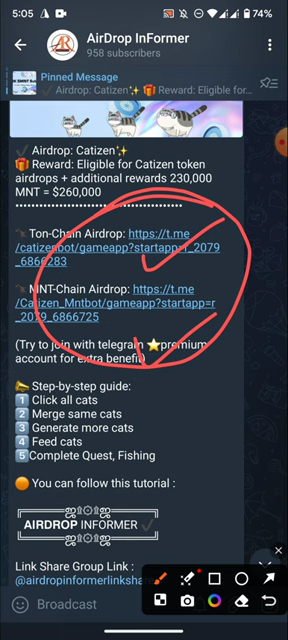 5:05
74%
AirDrop InFormer
958 subscribers
Pinned Message
Airdrop: Catizen✨ 🎁 Reward: Eligible for C...
✔️ Airdrop: Catizen✨
🎁 Reward: Eligible for Catizen token
airdrops + additional rewards 230,000
MNT = $260,000
Ton-Chain Airdrop: https://t.me
/catizenbot/gameapp?startapp=r_2079
_6866283
MNT-Chain Airdrop: https://t.me
/Catizen_Mntbot/gameapp?startapp=r
_2079_6866725
(Try to join with telegram ⭐premium
account for extra benefit)
Step-by-step guide:
1 Click all cats
2 Merge same cats
3 Generate more cats
4 Feed cats
5 Complete Quest, Fishing
🟠 You can follow this tutorial :
AIRDROP INFORMER ✔️
Link Share Group Link :
@airdropinformerlinkshare
Broadcast